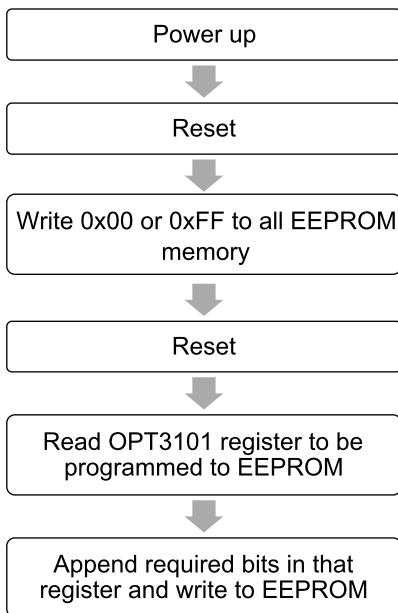 Power up
Reset
Write 0x00 or 0xFF to all EEPROM
memory
Reset
Read OPT3101 register to be
programmed to EEPROM
Append required bits in that
register and write to EEPROM